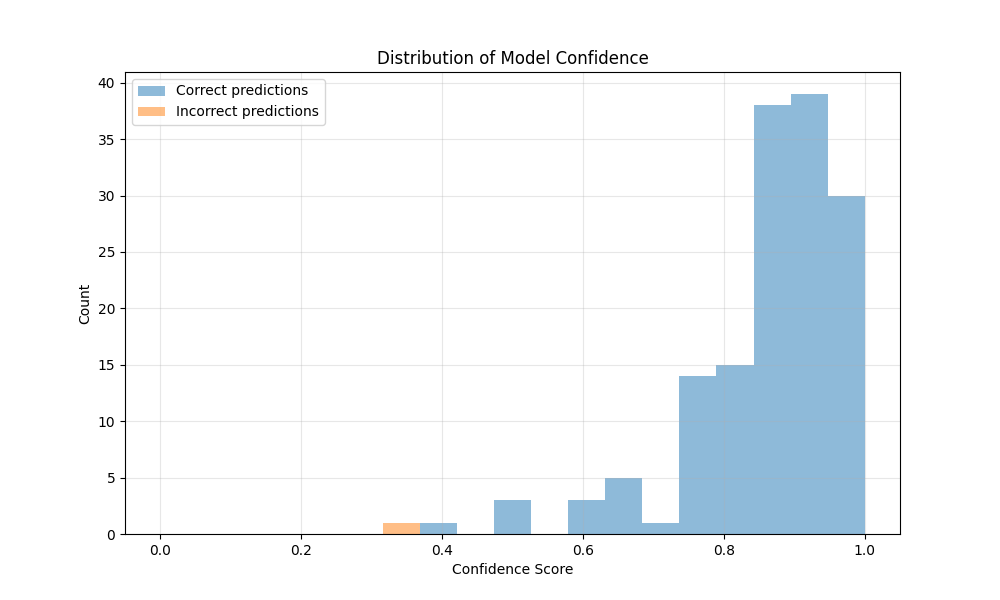 Distribution of Model Confidence
Correct predictions
Incorrect predictions
40
35
30
25
20
15
10
5
0
Count
0.0 0.2 0.4 0.6 0.8 1.0
Confidence Score